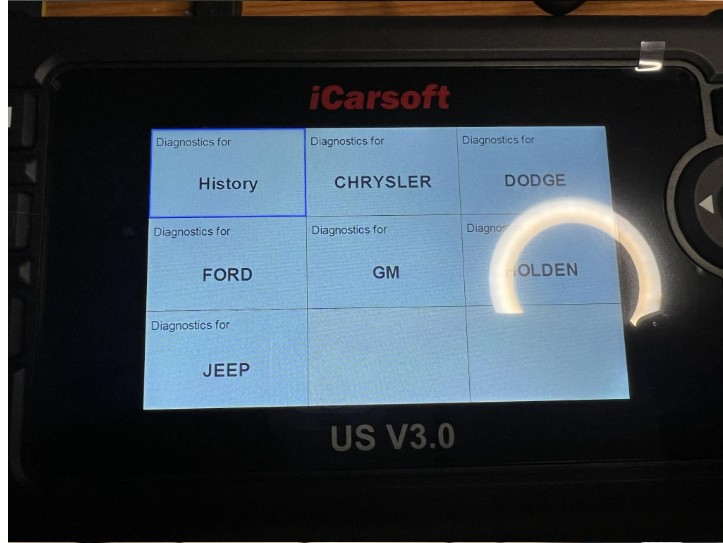 iCarsoft
Diagnostics for
History
Diagnostics for
CHRYSLER
Diagnostics for
DODGE
Diagnostics for
FORD
Diagnostics for
GM
HOLDEN
Diagnostics for
JEEP
US V3.0